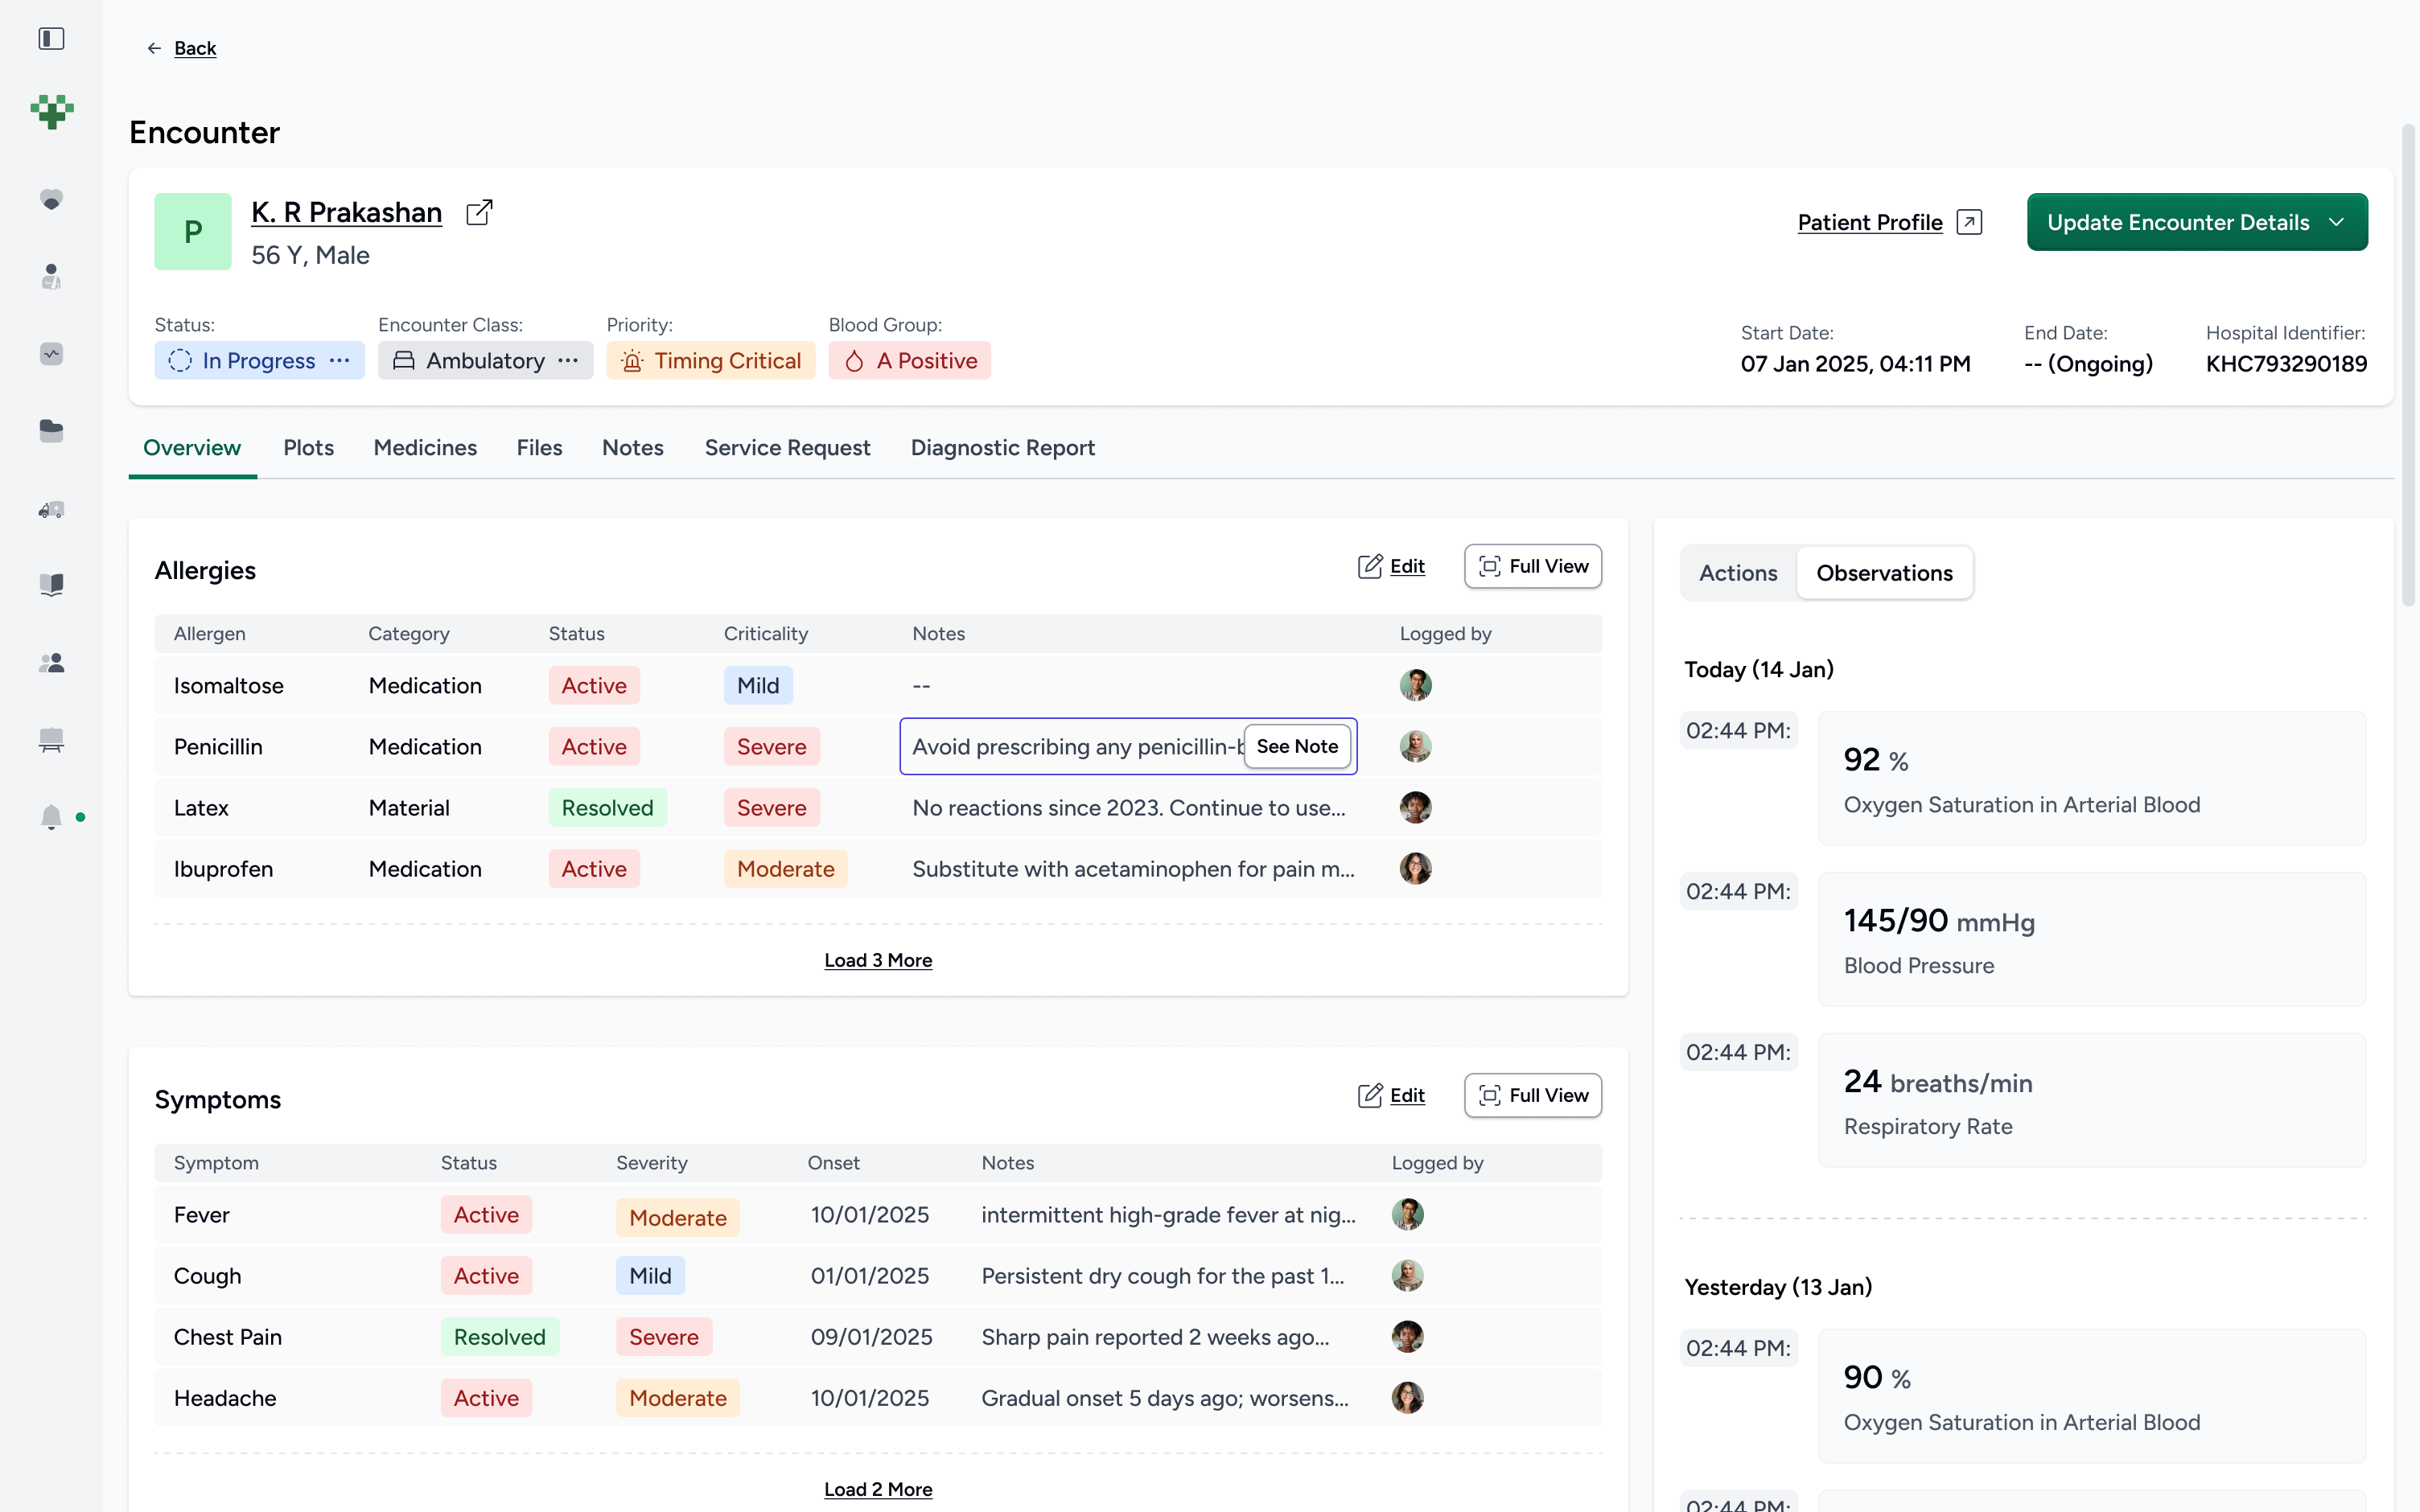 Back
Encounter
P
K. R Prakashan
56 Y, Male
Patient Profile
Update Encounter Details
Status:
In Progress
Encounter Class:
Ambulatory
Priority:
Timing Critical
Blood Group:
A Positive
Start Date:
07 Jan 2025, 04:11 PM
End Date:
-- (Ongoing)
Hospital Identifier:
KHC793290189
Overview Plots Medicines Files Notes Service Request Diagnostic Report
Allergies
Edit
Full View
Allergen Category Status Criticality Notes Logged by
Isomaltose Medication Active Mild --
Penicillin Medication Active Severe Avoid prescribing any penicillin- See Note
Latex Material Resolved Severe No reactions since 2023. Continue to use...
Ibuprofen Medication Active Moderate Substitute with acetaminophen for pain m...
Load 3 More
Symptoms
Edit
Full View
Symptom Status Severity Onset Notes Logged by
Fever Active Moderate 10/01/2025 intermittent high-grade fever at nig...
Cough Active Mild 01/01/2025 Persistent dry cough for the past 1...
Chest Pain Resolved Severe 09/01/2025 Sharp pain reported 2 weeks ago...
Headache Active Moderate 10/01/2025 Gradual onset 5 days ago; worsens...
Load 2 More
Actions Observations
Today (14 Jan)
02:44 PM:
92 %
Oxygen Saturation in Arterial Blood
02:44 PM:
145/90 mmHg
Blood Pressure
02:44 PM:
24 breaths/min
Respiratory Rate
Yesterday (13 Jan)
02:44 PM:
90 %
Oxygen Saturation in Arterial Blood
02:44 PM: